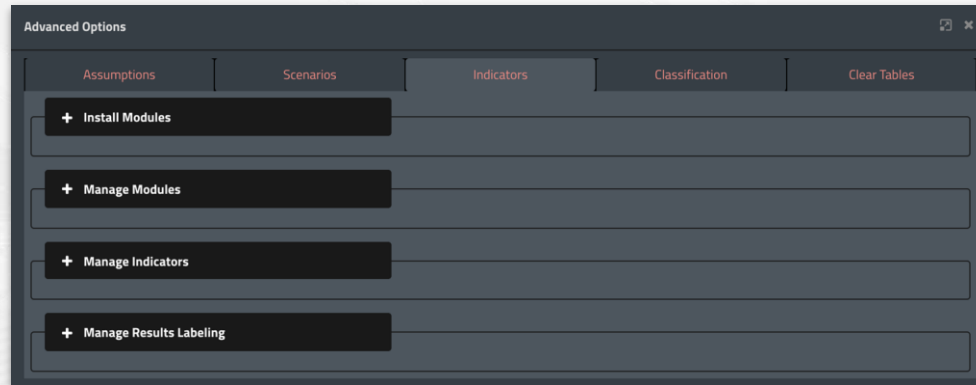 Advanced Options
Assumptions Scenarios Indicators Classification Clear Tables
Install Modules
Manage Modules
Manage Indicators
Manage Results Labeling